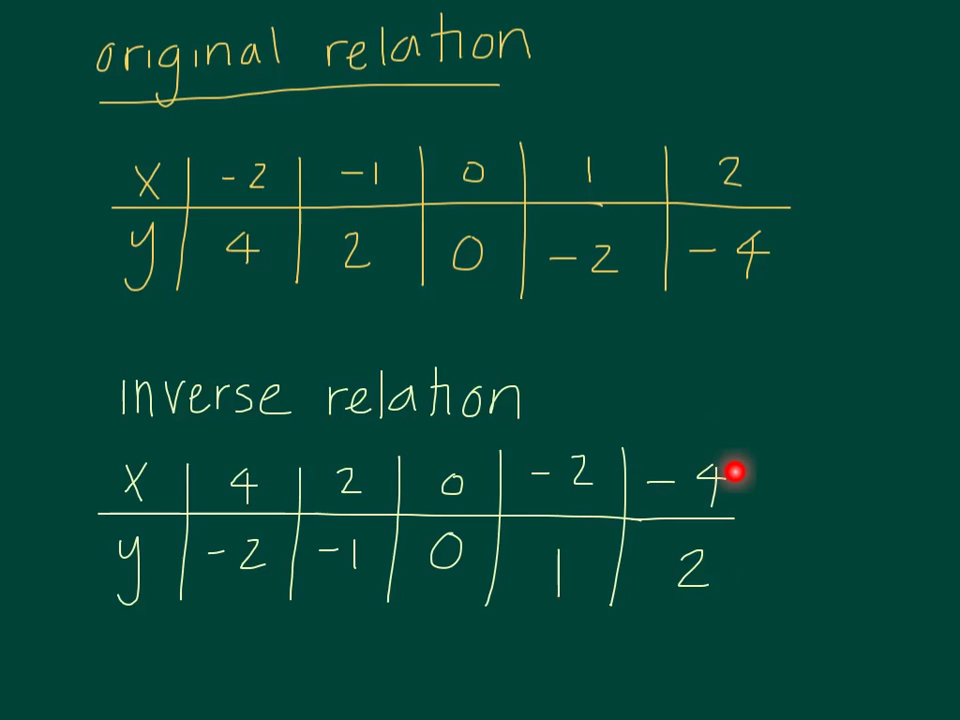 original relation
x -2 -1 0 1 2
y 4 2 0 -2 -4
inverse relation
x 4 2 0 -2 -4
y -2 -1 0 1 2